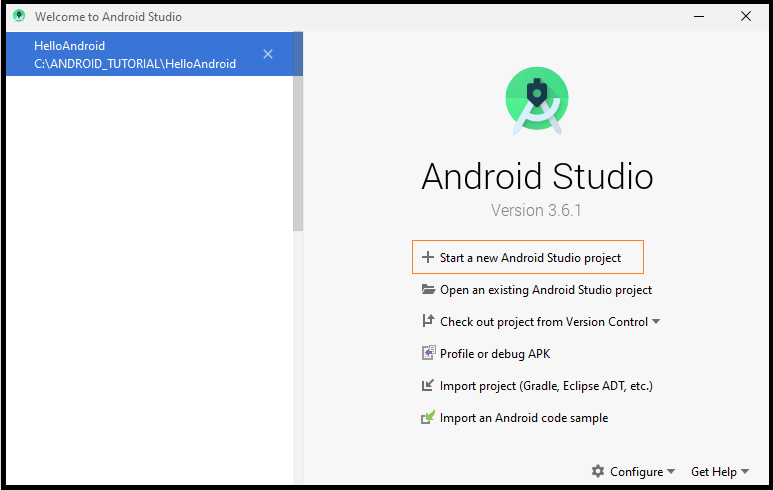 Welcome to Android Studio
HelloAndroid
C:\ANDROID_TUTORIAL\HelloAndroid
Android Studio
Version 3.6.1
Start a new Android Studio project
Open an existing Android Studio project
Check out project from Version Control
Profile or debug APK
Import project (Gradle, Eclipse ADT, etc.)
Import an Android code sample
Configure
Get Help